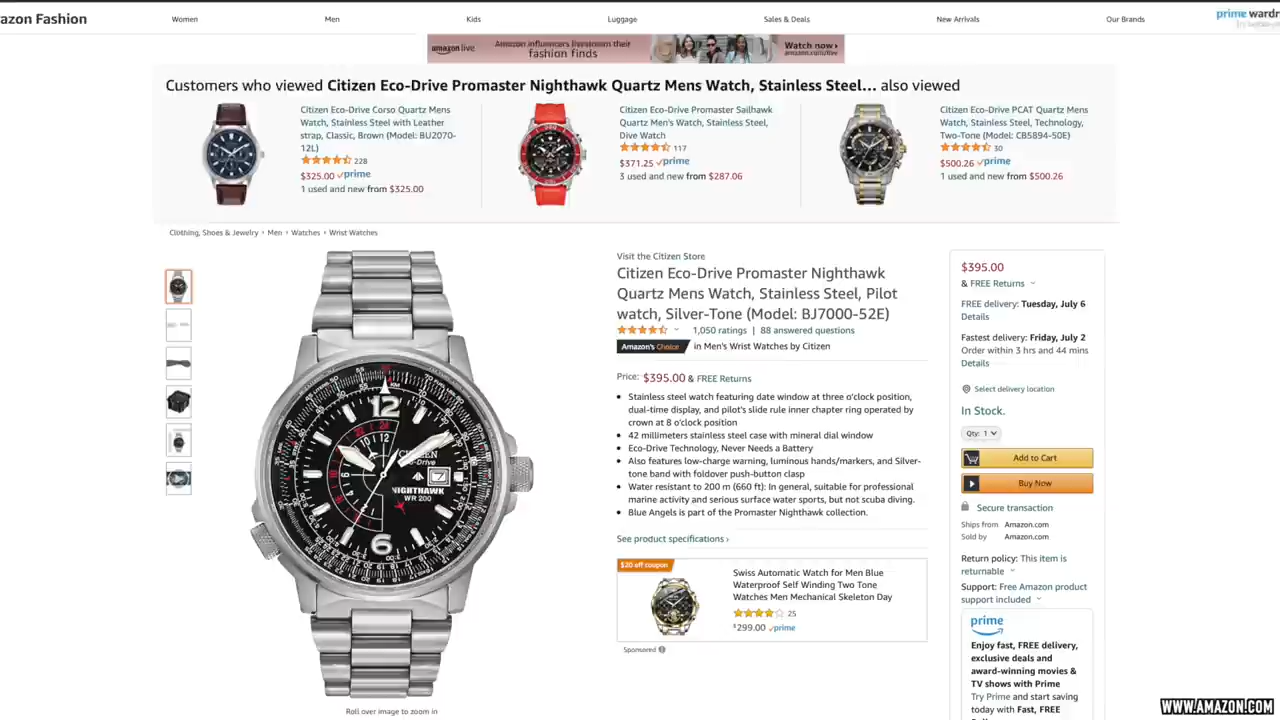 azon Fashion
Women
Men
Kids
Luggage
Sales & Deals
New Arrivals
Our Brands
prime wardr
amazon live
Amazon influencers livestream their
fashion finds
Watch now ›
amazon.com/live
Customers who viewed Citizen Eco-Drive Promaster Nighthawk Quartz Mens Watch, Stainless Steel... also viewed
Citizen Eco-Drive Corso Quartz Mens
Watch, Stainless Steel with Leather
strap, Classic, Brown (Model: BU2070-
12L)
228
$325.00 prime
1 used and new from $325.00
Citizen Eco-Drive Promaster Sailhawk
Quartz Men's Watch, Stainless Steel,
Dive Watch
117
$371.25 prime
3 used and new from $287.06
Citizen Eco-Drive PCAT Quartz Mens
Watch, Stainless Steel, Technology,
Two-Tone (Model: CB5894-50E)
30
$500.26 prime
1 used and new from $500.26
Clothing, Shoes & Jewelry › Men › Watches › Wrist Watches
KM
12
CITIZEN
Eco-Drive
7
NIGHTHAWK
WR 200
6
Roll over image to zoom in
Visit the Citizen Store
Citizen Eco-Drive Promaster Nighthawk
Quartz Mens Watch, Stainless Steel, Pilot
watch, Silver-Tone (Model: BJ7000-52E)
1,050 ratings | 88 answered questions
Amazon's Choice in Men's Wrist Watches by Citizen
Price: $395.00 & FREE Returns
• Stainless steel watch featuring date window at three o'clock position,
dual-time display, and pilot's slide rule inner chapter ring operated by
crown at 8 o'clock position
• 42 millimeters stainless steel case with mineral dial window
• Eco-Drive Technology, Never Needs a Battery
• Also features low-charge warning, luminous hands/markers, and Silver-
tone band with foldover push-button clasp
• Water resistant to 200 m (660 ft): In general, suitable for professional
marine activity and serious surface water sports, but not scuba diving.
• Blue Angels is part of the Promaster Nighthawk collection.
See product specifications ›
$20 off coupon
Swiss Automatic Watch for Men Blue
Waterproof Self Winding Two Tone
Watches Men Mechanical Skeleton Day
25
$299.00 prime
Sponsored
$395.00
& FREE Returns
FREE delivery: Tuesday, July 6
Details
Fastest delivery: Friday, July 2
Order within 3 hrs and 44 mins
Details
Select delivery location
In Stock.
Qty: 1
Add to Cart
Buy Now
Secure transaction
Ships from Amazon.com
Sold by Amazon.com
Return policy: This item is
returnable
Support: Free Amazon product
support included
prime
Enjoy fast, FREE delivery,
exclusive deals and
award-winning movies &
TV shows with Prime
Try Prime and start saving
today with Fast, FREE
WWW.AMAZON.COM